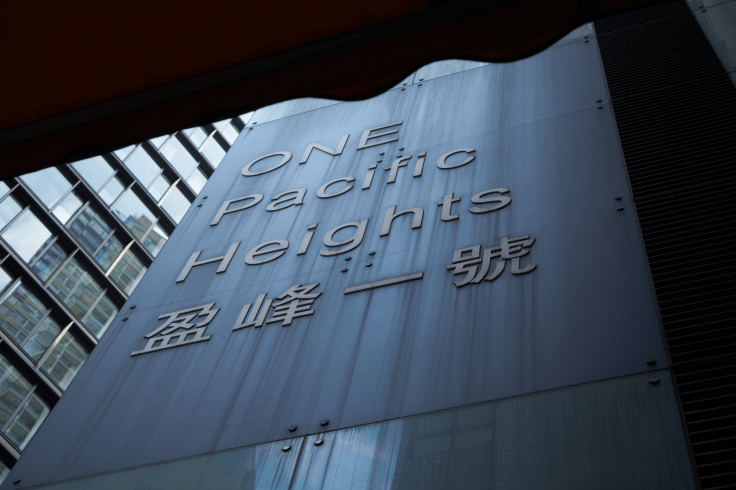 ONE
Pacific
Heights
盈峰一號